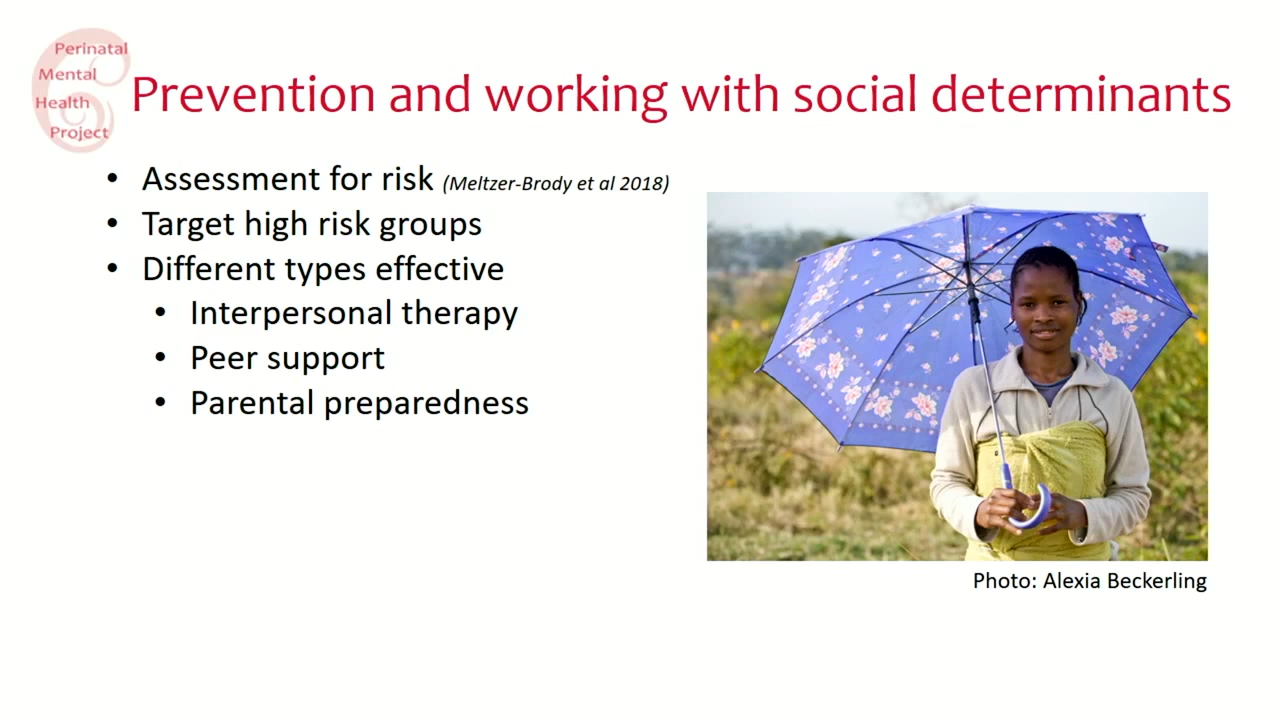 Perinatal
Mental
Health
Project
Prevention and working with social determinants
• Assessment for risk (Meltzer-Brody et al 2018)
• Target high risk groups
• Different types effective
• Interpersonal therapy
• Peer support
• Parental preparedness
Photo: Alexia Beckerling